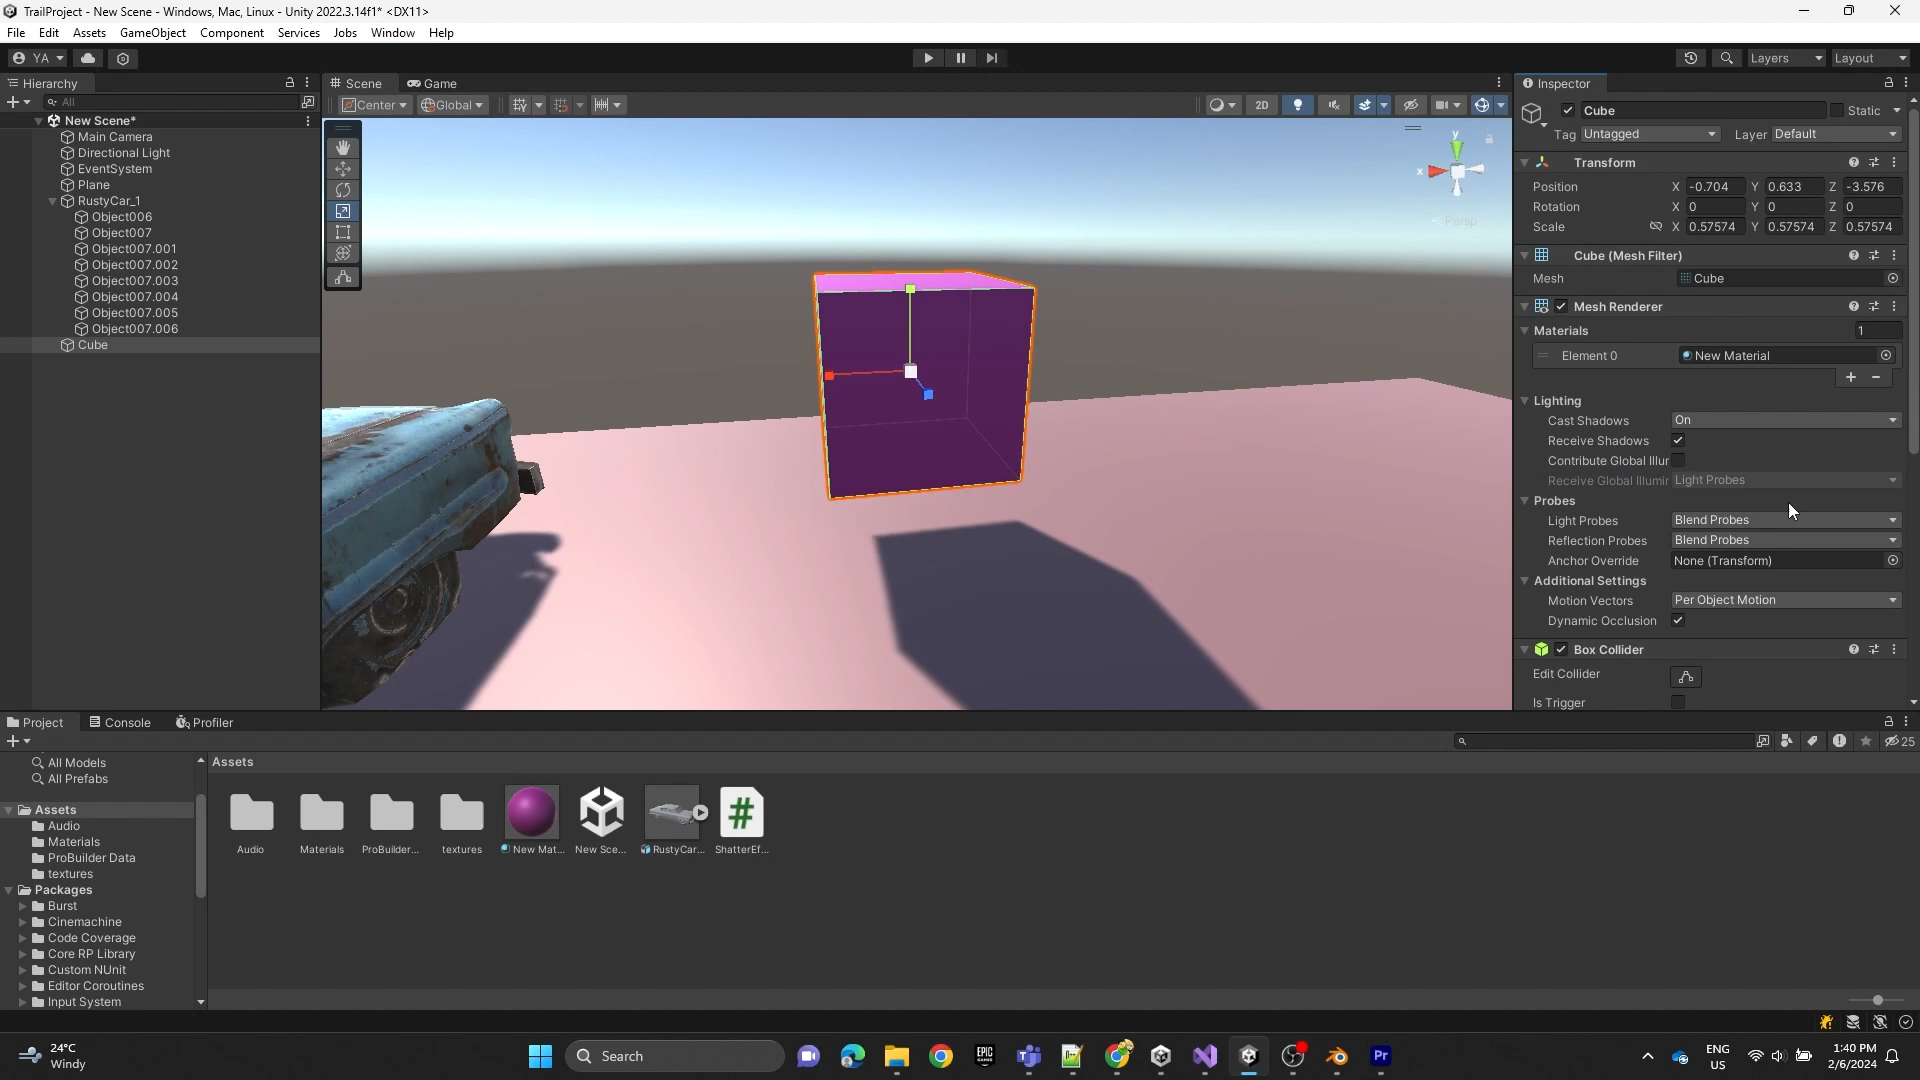 TrailProject - New Scene - Windows, Mac, Linux - Unity 2022.3.14f1* <DX11>
File Edit Assets GameObject Component Services Jobs Window Help
YA Layers Layout
Hierarchy Scene Game Inspector
All Center Global 2D Cube Static
New Scene*
Tag Untagged Layer Default
Main Camera
Directional Light
EventSystem
Plane
RustyCar_1
Object006
Object007
Object007.001
Object007.002
Object007.003
Object007.004
Object007.005
Object007.006
Cube
y
x
Persp
Transform
Position X -0.704 Y 0.633 Z -3.576
Rotation X 0 Y 0 Z 0
Scale X 0.57574 Y 0.57574 Z 0.57574
Cube (Mesh Filter)
Mesh Cube
Mesh Renderer
Materials 1
Element 0 New Material
Lighting
Cast Shadows On
Receive Shadows
Contribute Global Illur
Receive Global Illumir Light Probes
Probes
Light Probes Blend Probes
Reflection Probes Blend Probes
Anchor Override None (Transform)
Additional Settings
Motion Vectors Per Object Motion
Dynamic Occlusion
Box Collider
Edit Collider
Is Trigger
Project Console Profiler
25
All Models
All Prefabs
Assets
Audio
Materials
ProBuilder Data
textures
Packages
Burst
Cinemachine
Code Coverage
Core RP Library
Custom NUnit
Editor Coroutines
Input System
Assets
Audio Materials ProBuilder... textures New Mat... New Sce... RustyCar... ShatterEf...
24°C
Windy
Search
EPIC GAMES
Pr
ENG
US
1:40 PM
2/6/2024